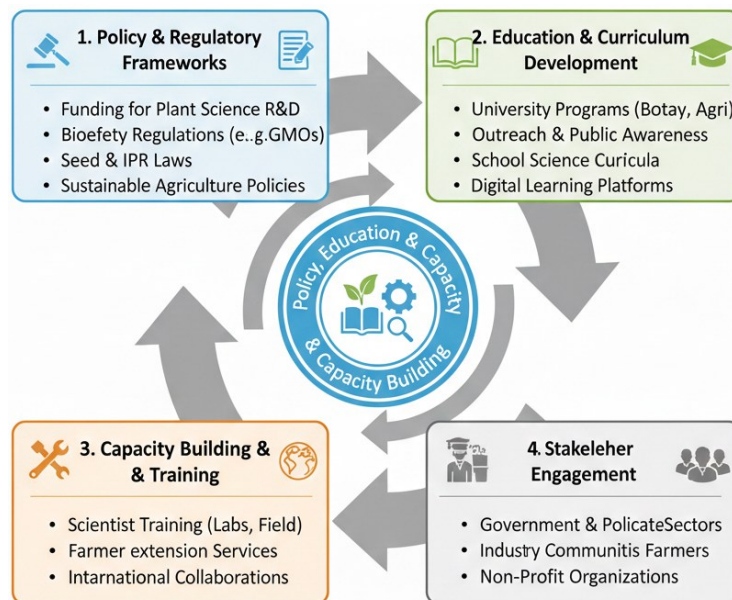 1. Policy & Regulatory
Frameworks
• Funding for Plant Science R&D
• Bioefety Regulations (e..g.GMOs)
• Seed & IPR Laws
• Sustainable Agriculture Policies
2. Education & Curriculum
Development
• University Programs (Botay, Agri)
• Outreach & Public Awareness
• School Science Curicula
• Digital Learning Platforms
Policy, Education & Capacity
& Capacity Building
3. Capacity Building &
& Training
• Scientist Training (Labs, Field)
• Farmer extension Services
• International Collaborations
4. Stakeleher
Engagement
• Government & PolicateSectors
• Industry Communitis Farmers
• Non-Profit Organizations